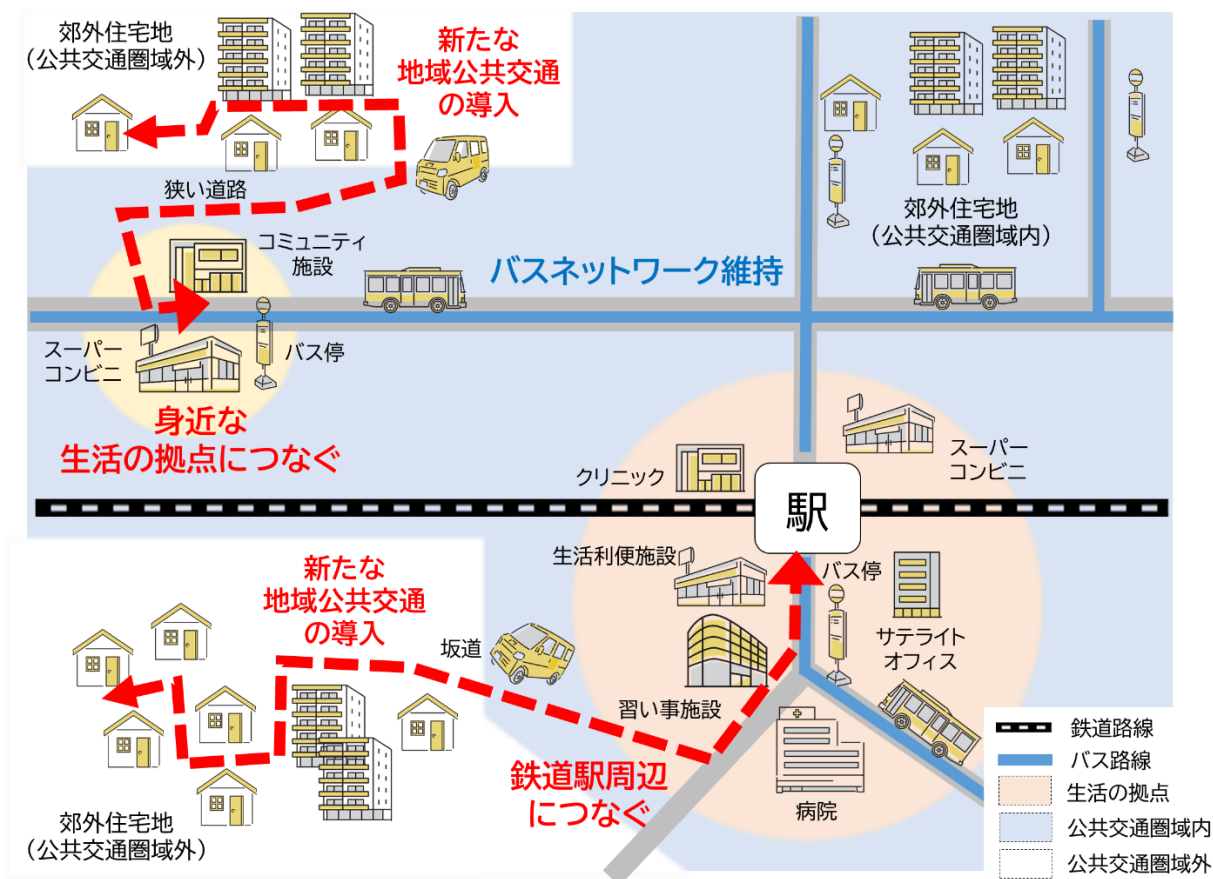 郊外住宅地
（公共交通圏域外）
新たな
地域公共交通
の導入
狭い道路
郊外住宅地
（公共交通圏域内）
コミュニティ
施設
バスネットワーク維持
スーパー
コンビニ
バス停
身近な
生活の拠点につなぐ
クリニック
スーパー
コンビニ
駅
生活利便施設
バス停
サテライト
オフィス
新たな
地域公共交通
の導入
坂道
習い事施設
鉄道駅周辺
につなぐ
病院
郊外住宅地
（公共交通圏域外）
鉄道路線
バス路線
生活の拠点
公共交通圏域内
公共交通圏域外